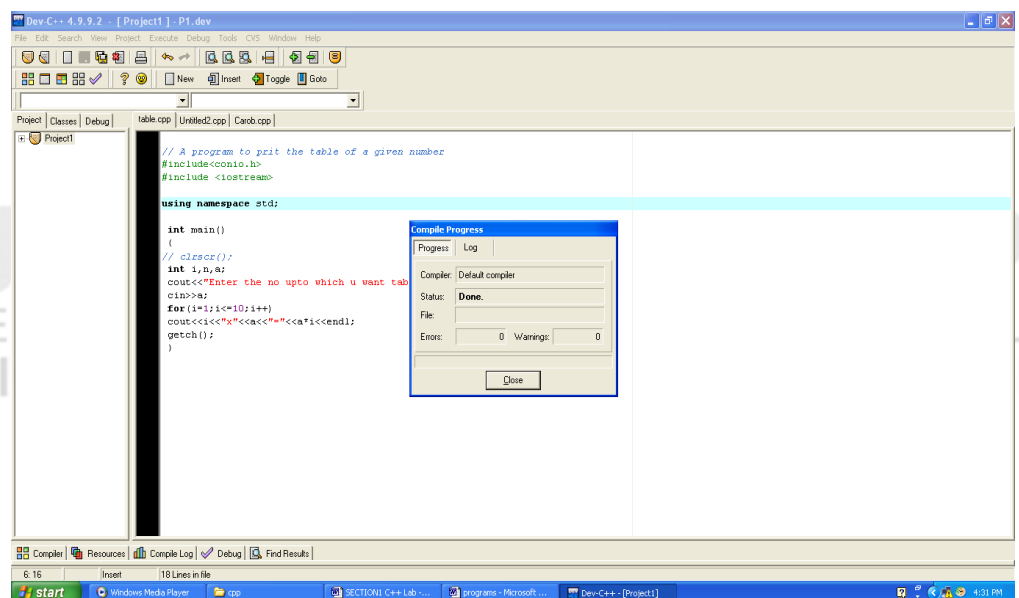 Dev-C++ 4.9.9.2 - [ Project1 ] - P1.dev
File Edit Search View Project Execute Debug Tools CVS Window Help
New Insert Toggle Goto
Project Classes Debug
table.cpp Untitled2.cpp Carob.cpp
Project1
// A program to prit the table of a given number
#include<conio.h>
#include <iostream>
using namespace std;
int main()
{
// clrscr();
int i,n,a;
cout<<"Enter the no upto which u want tab
cin>>a;
for(i=1;i<=10;i++)
cout<<i<<"x"<<a<<"="<<a*i<<endl;
getch();
}
Compile Progress
Progress Log
Compiler: Default compiler
Status: Done.
File:
Errors: 0 Warnings: 0
Close
Compiler Resources Compile Log Debug Find Results
6: 16 Insert 18 Lines in file
start Windows Media Player cpp SECTION1 C++ Lab -... programs - Microsoft ... Dev-C++ - [Project1] 4:31 PM